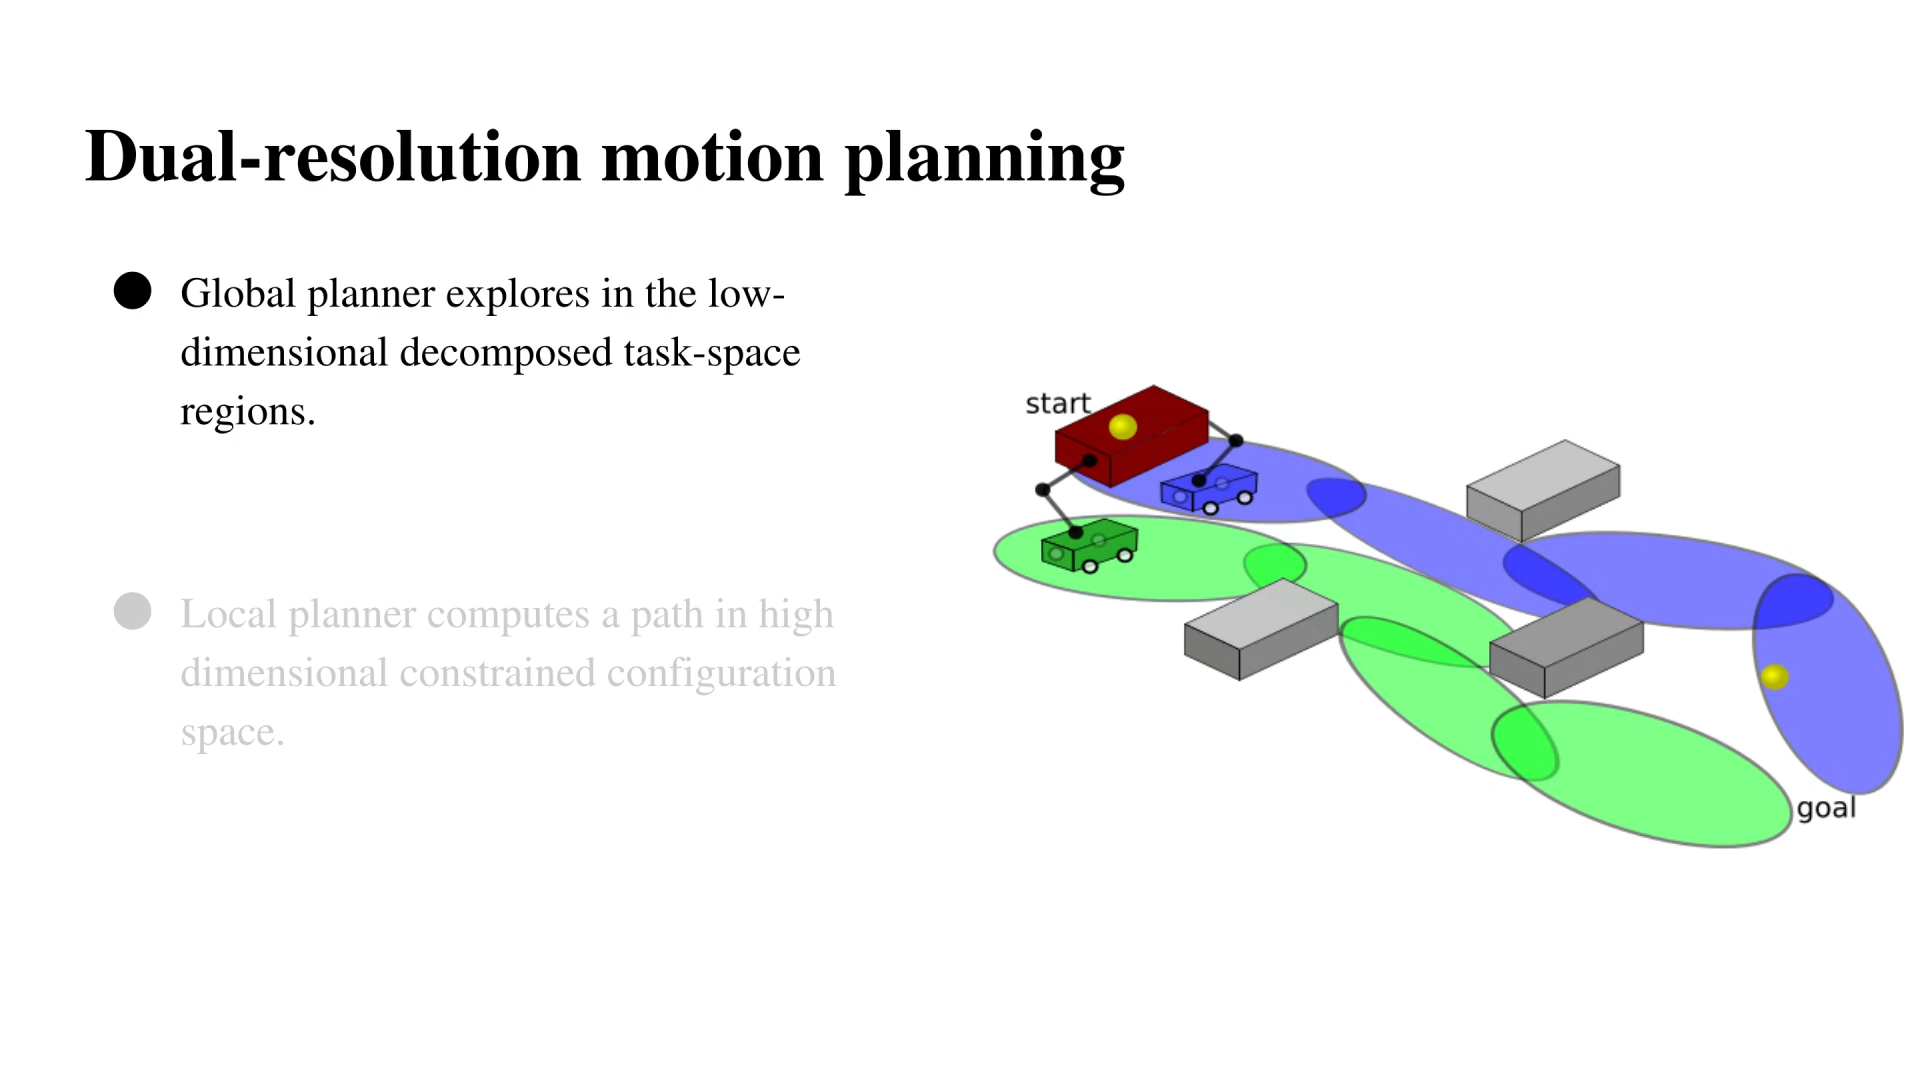 Dual-resolution motion planning
Global planner explores in the low-
dimensional decomposed task-space
regions.
Local planner computes a path in high
dimensional constrained configuration
space.
start
goal